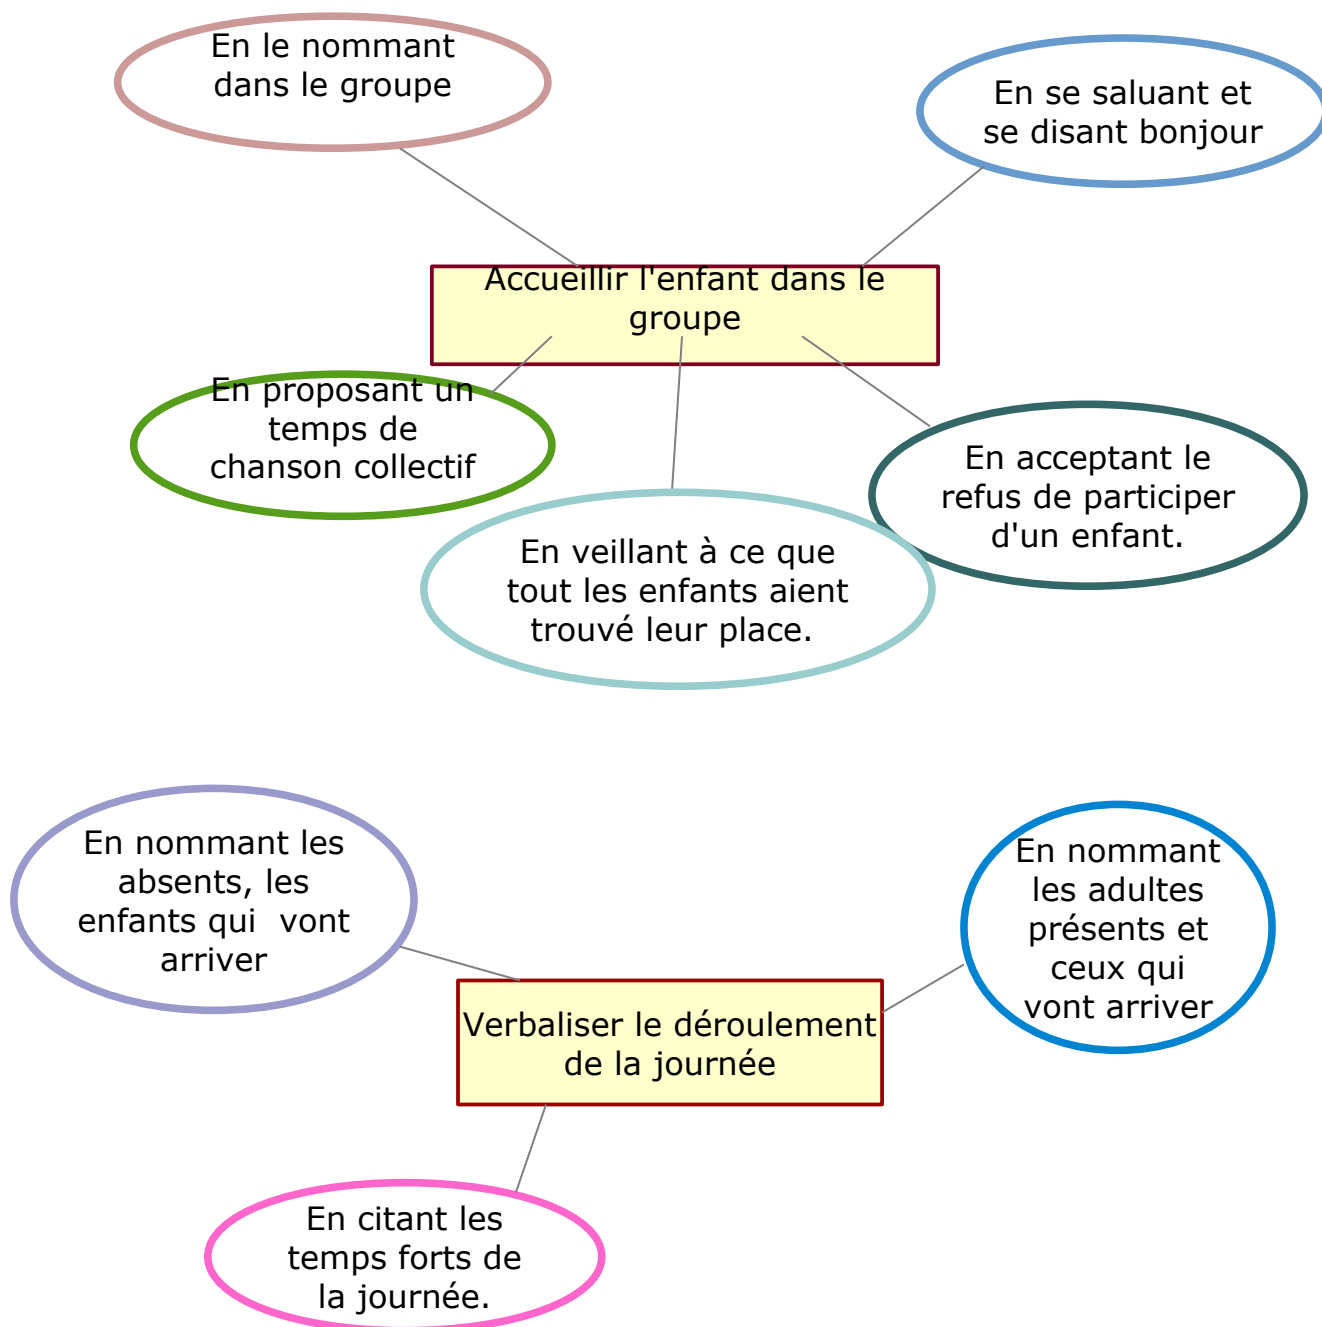 En le nommant
dans le groupe
En se saluant et
se disant bonjour
Accueillir l'enfant dans le
groupe
En proposant un
temps de
chanson collectif
En acceptant le
refus de participer
d'un enfant.
En veillant à ce que
tout les enfants aient
trouvé leur place.
En nommant les
absents, les
enfants qui  vont
arriver
En nommant
les adultes
présents et
ceux qui
vont arriver
Verbaliser le déroulement
de la journée
En citant les
temps forts de
la journée.